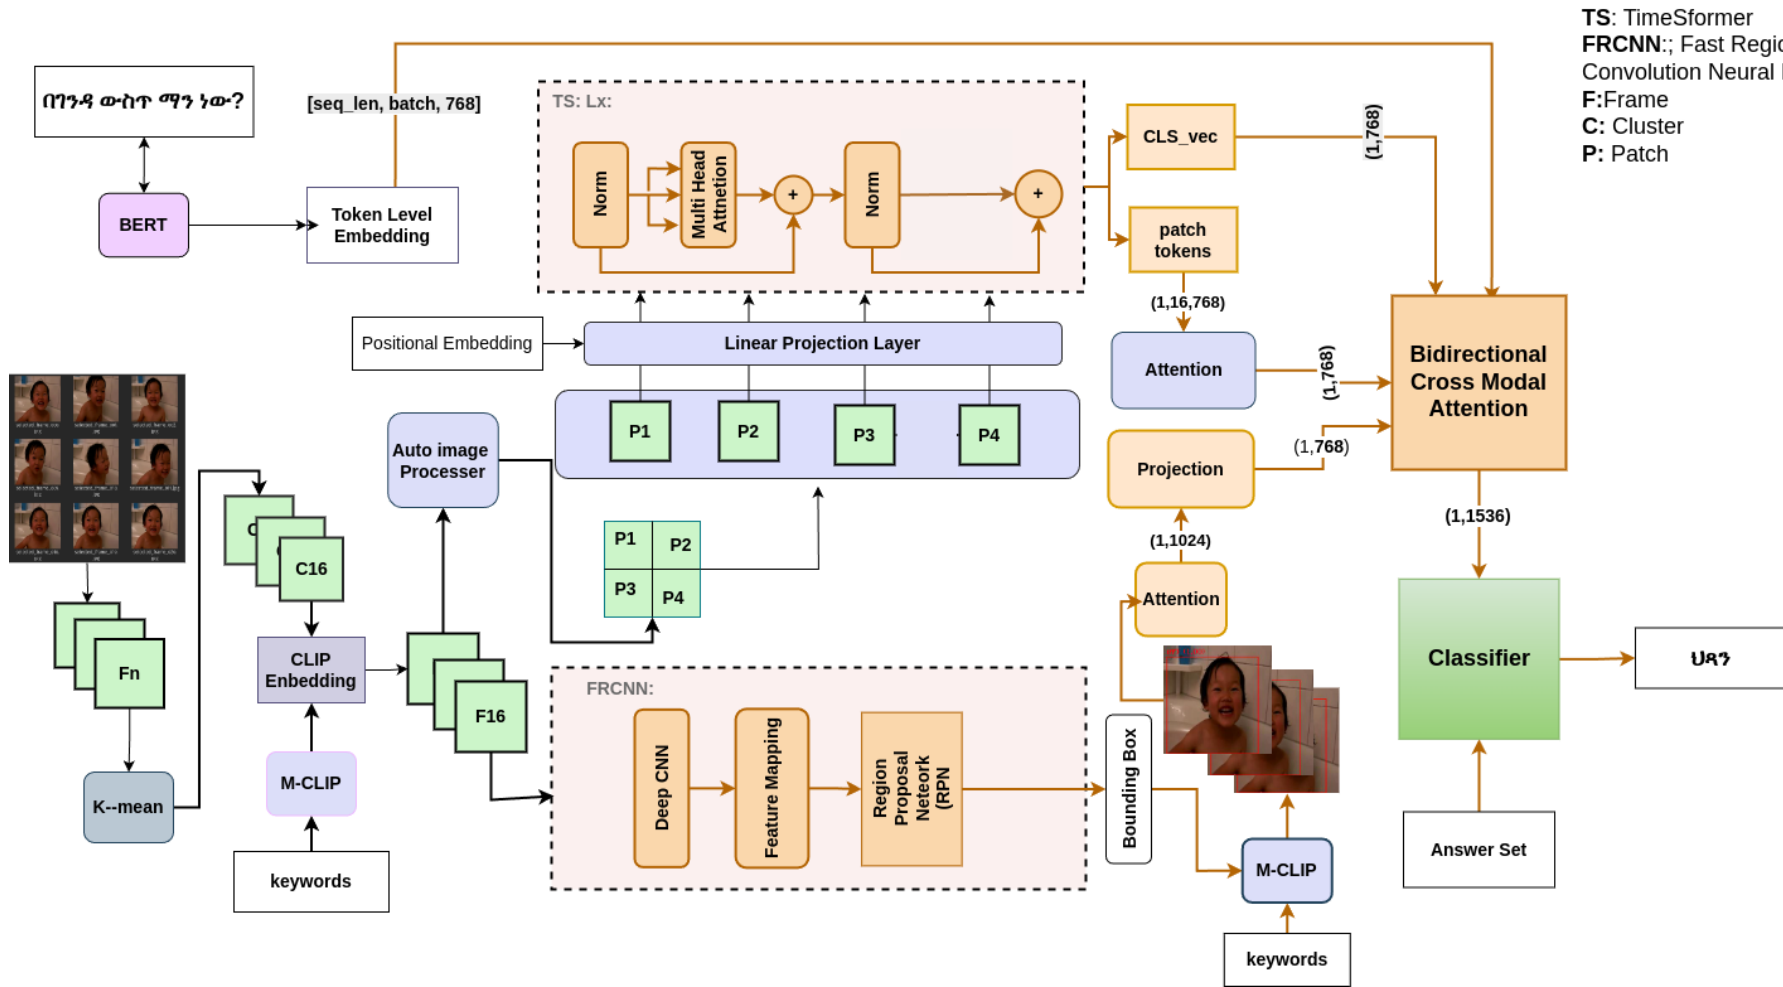 TS: TimeSformer
FRCNN:; Fast Regio
Convolution Neural
F:Frame
C: Cluster
P: Patch
በገንዳ ውስጥ ማን ነው?
BERT
[seq_len, batch, 768]
Token Level
Embedding
TS: Lx:
Norm
Multi Head
Attnetion
+
Norm
+
CLS_vec
(1,768)
patch
tokens
(1,16,768)
Positional Embedding
Linear Projection Layer
Attention
(1,768)
Bidirectional
Cross Modal
Attention
P1
P2
P3
P4
Auto image
Processer
Projection
(1,768)
(1,1024)
Attention
(1,1536)
P1
P2
P3
P4
C16
Fn
CLIP
Enbedding
F16
K--mean
M-CLIP
keywords
FRCNN:
Deep CNN
Feature Mapping
Region
Proposal
Neteork
(RPN
Bounding Box
M-CLIP
keywords
Classifier
ህጻን
Answer Set